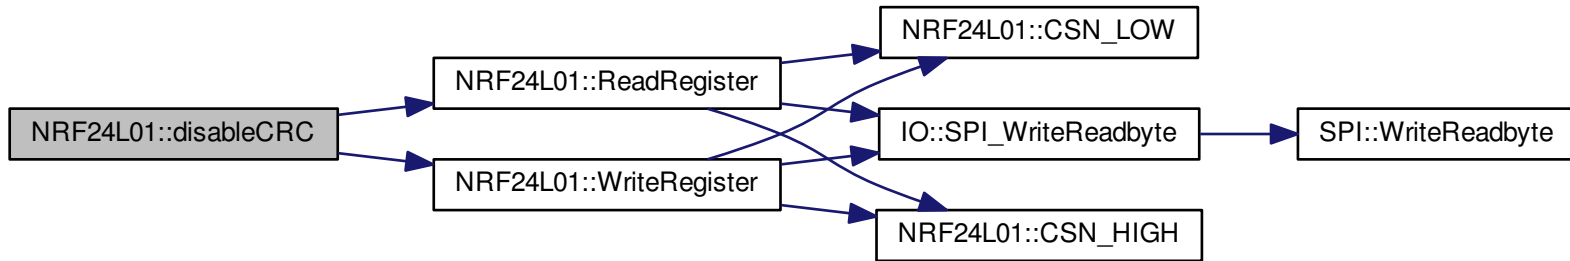 NRF24L01::disableCRC
NRF24L01::ReadRegister
NRF24L01::WriteRegister
NRF24L01::CSN_LOW
IO::SPI_WriteReadbyte
NRF24L01::CSN_HIGH
SPI::WriteReadbyte